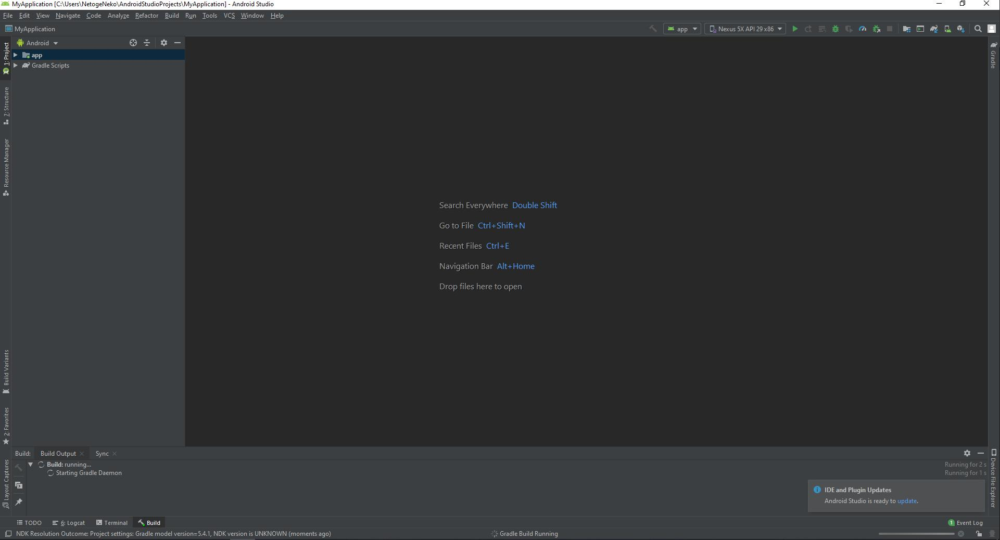 MyApplication [C:\Users\NetogeNeko\AndroidStudioProjects\MyApplication] - Android Studio
File Edit View Navigate Code Analyze Refactor Build Run Tools VCS Window Help
MyApplication
app
Nexus 5X API 29 x86
1: Project
7: Structure
Resource Manager
Build Variants
2: Favorites
Layout Captures
Android
app
Gradle Scripts
Search Everywhere Double Shift
Go to File Ctrl+Shift+N
Recent Files Ctrl+E
Navigation Bar Alt+Home
Drop files here to open
Gradle
Device File Explorer
Build: Build Output Sync
Build: running... Running for 2 s
Starting Gradle Daemon Running for 1 s
IDE and Plugin Updates
Android Studio is ready to update.
TODO 6: Logcat Terminal Build 1 Event Log
NDK Resolution Outcome: Project settings: Gradle model version=5.4.1, NDK version is UNKNOWN (moments ago) Gradle Build Running